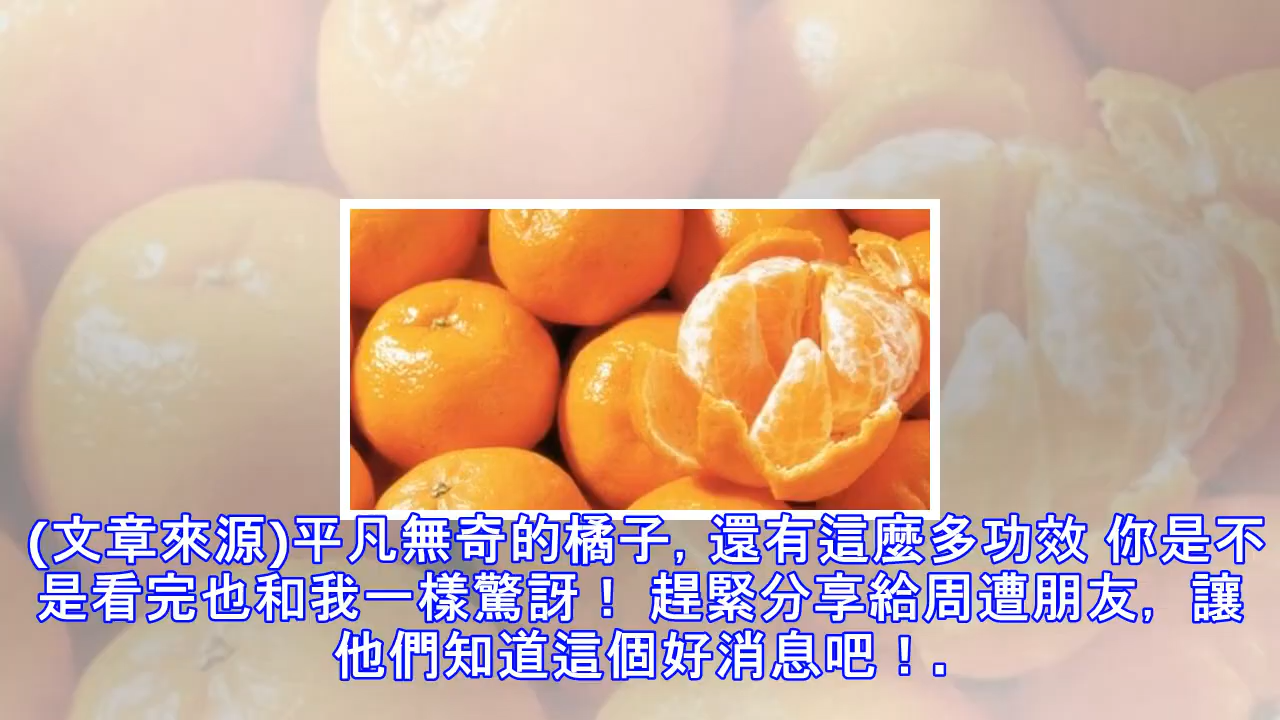 (文章來源)平凡無奇的橘子, 還有這麼多功效 你是不
是看完也和我一樣驚訝！ 趕緊分享給周遭朋友, 讓
他們知道這個好消息吧！.